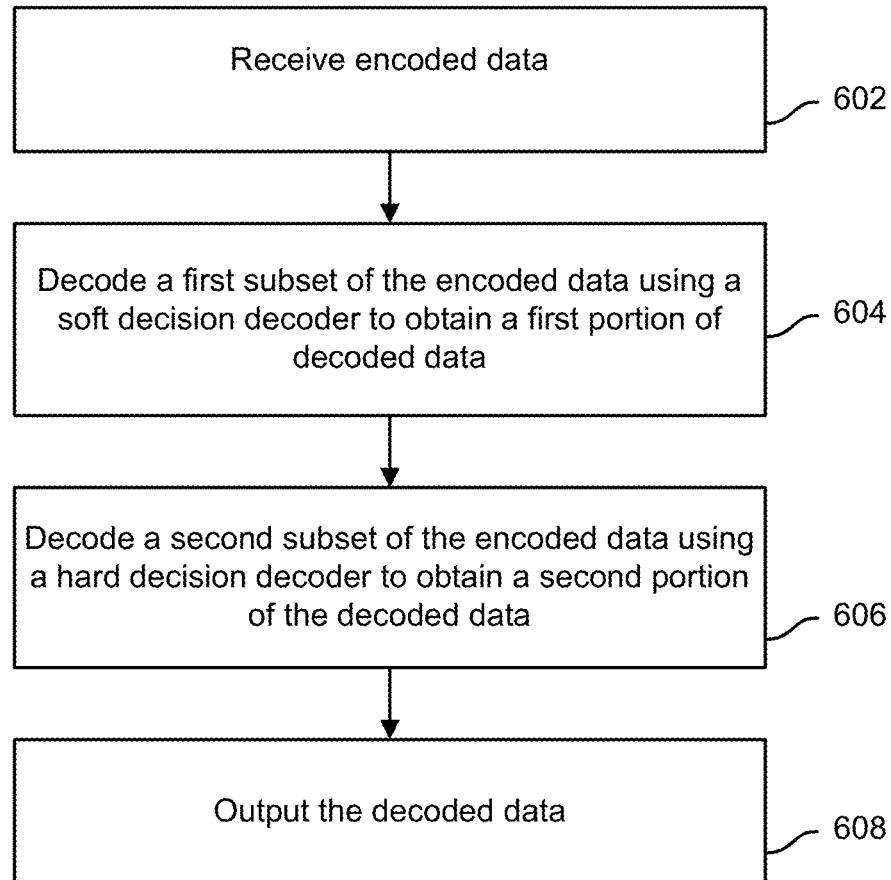 Receive encoded data
602
Decode a first subset of the encoded data using a
soft decision decoder to obtain a first portion of
decoded data
604
Decode a second subset of the encoded data using
a hard decision decoder to obtain a second portion
of the decoded data
606
Output the decoded data
608